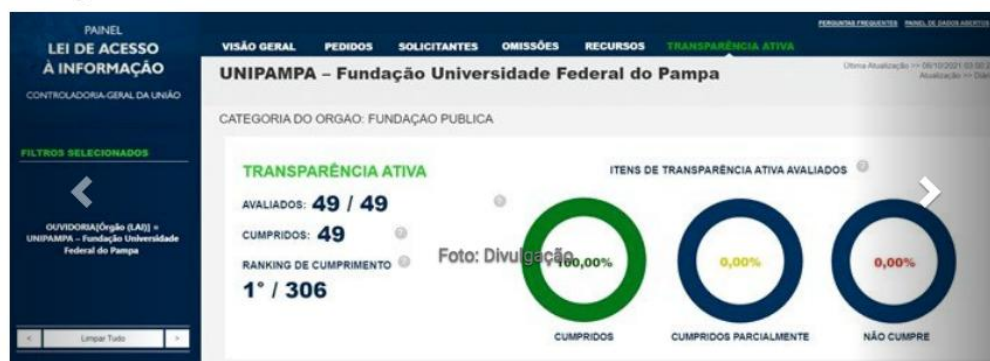 PAINEL
LEI DE ACESSO
À INFORMAÇÃO
CONTROLADORIA-GERAL DA UNIÃO
FILTROS SELECIONADOS
OUVIDORIA[Órgão (LAI)] =
UNIPAMPA – Fundação Universidade
Federal do Pampa
< Limpar Tudo >
PERGUNTAS FREQUENTES PAINEL DE DADOS ABERTOS
VISÃO GERAL PEDIDOS SOLICITANTES OMISSÕES RECURSOS TRANSPARÊNCIA ATIVA
UNIPAMPA – Fundação Universidade Federal do Pampa
Última Atualização >>
Atualização >>
CATEGORIA DO ORGAO: FUNDAÇAO PUBLICA
TRANSPARÊNCIA ATIVA
AVALIADOS: 49 / 49
CUMPRIDOS: 49
RANKING DE CUMPRIMENTO
1° / 306
ITENS DE TRANSPARÊNCIA ATIVA AVALIADOS
100,00%
CUMPRIDOS
0,00%
CUMPRIDOS PARCIALMENTE
0,00%
NÃO CUMPRE
Foto: Divulgação